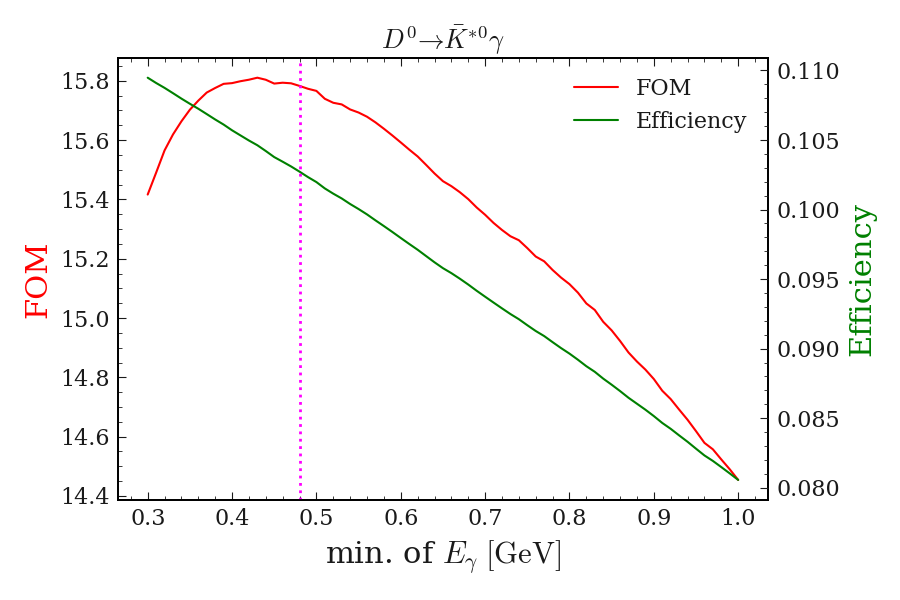 D⁰→K̄*⁰γ
FOM
Efficiency
15.8
15.6
15.4
15.2
15.0
14.8
14.6
14.4
FOM
0.110
0.105
0.100
0.095
0.090
0.085
0.080
Efficiency
0.3 0.4 0.5 0.6 0.7 0.8 0.9 1.0
min. of E_γ [GeV]